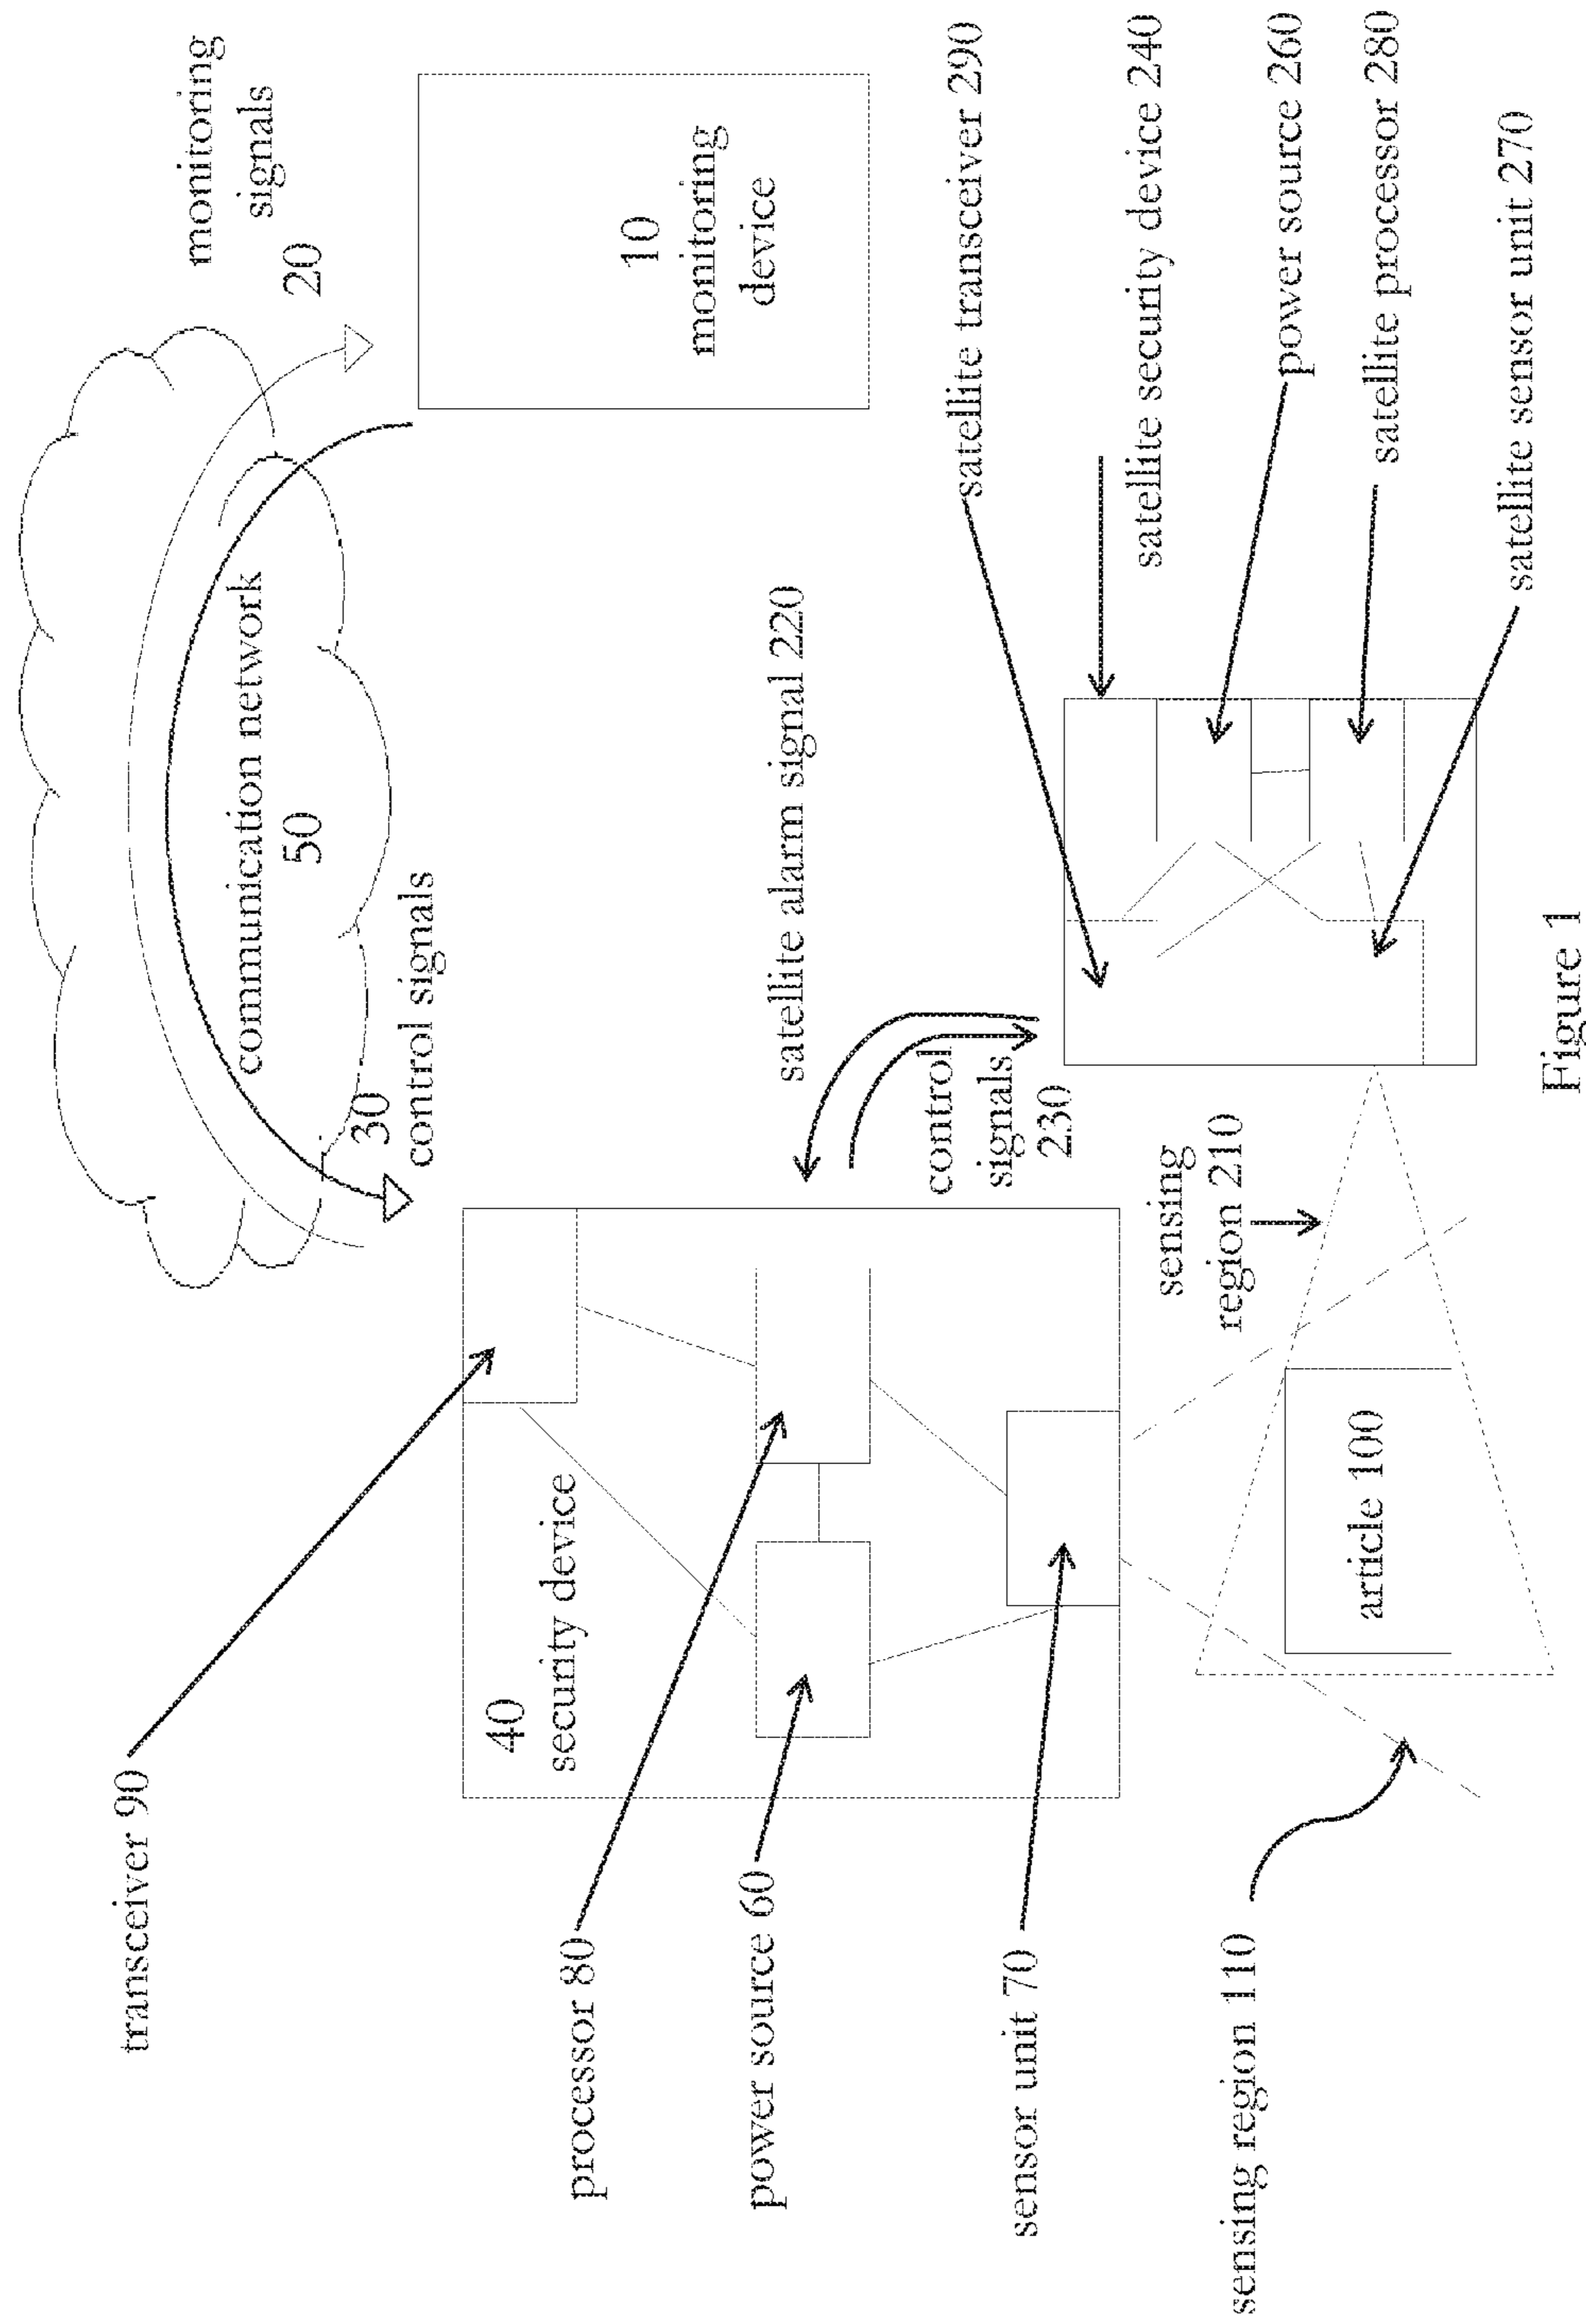 monitoring
signals
20
communication network
50
30
control signals
10
monitoring
device
transceiver 90
40
security device
processor 80
power source 60
sensor unit 70
satellite alarm signal 220
control
signals
230
satellite transceiver 290
satellite security device 240
power source 260
satellite processor 280
satellite sensor unit 270
sensing
region 210
article 100
sensing region 110
Figure 1